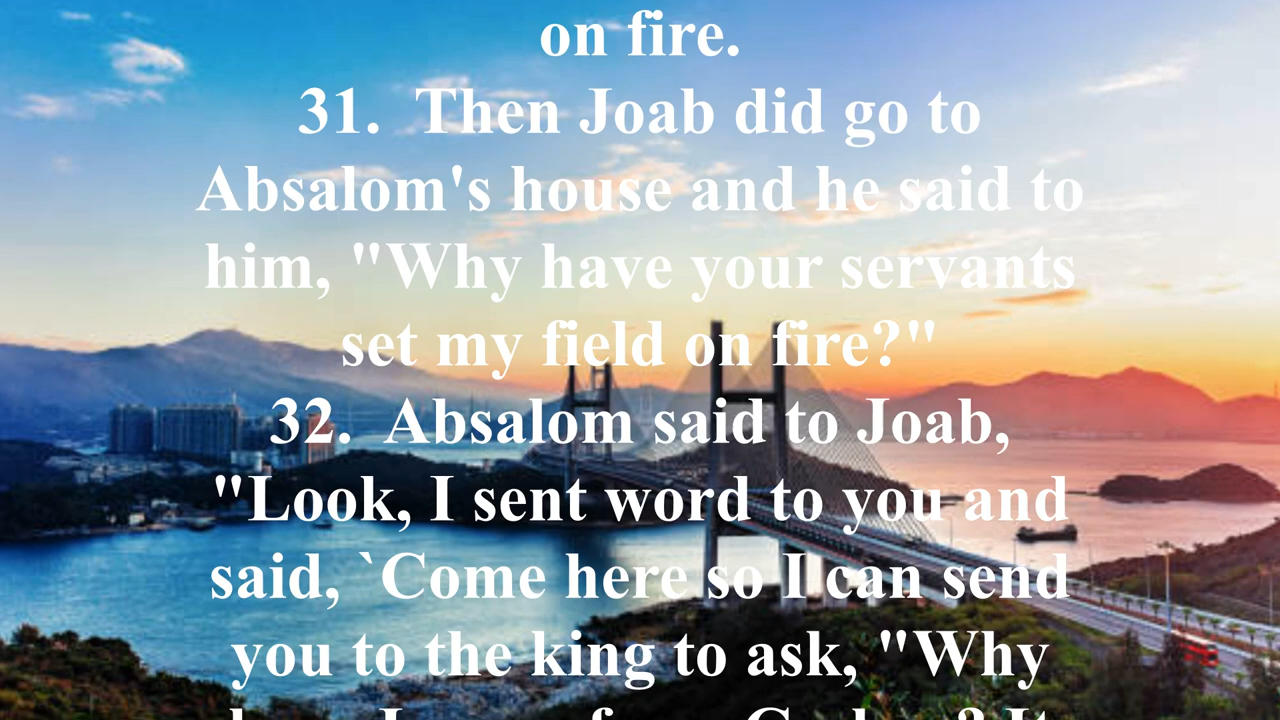 on fire.
31. Then Joab did go to
Absalom's house and he said to
him, "Why have your servants
set my field on fire?"
32. Absalom said to Joab,
"Look, I sent word to you and
said, `Come here so I can send
you to the king to ask, "Why